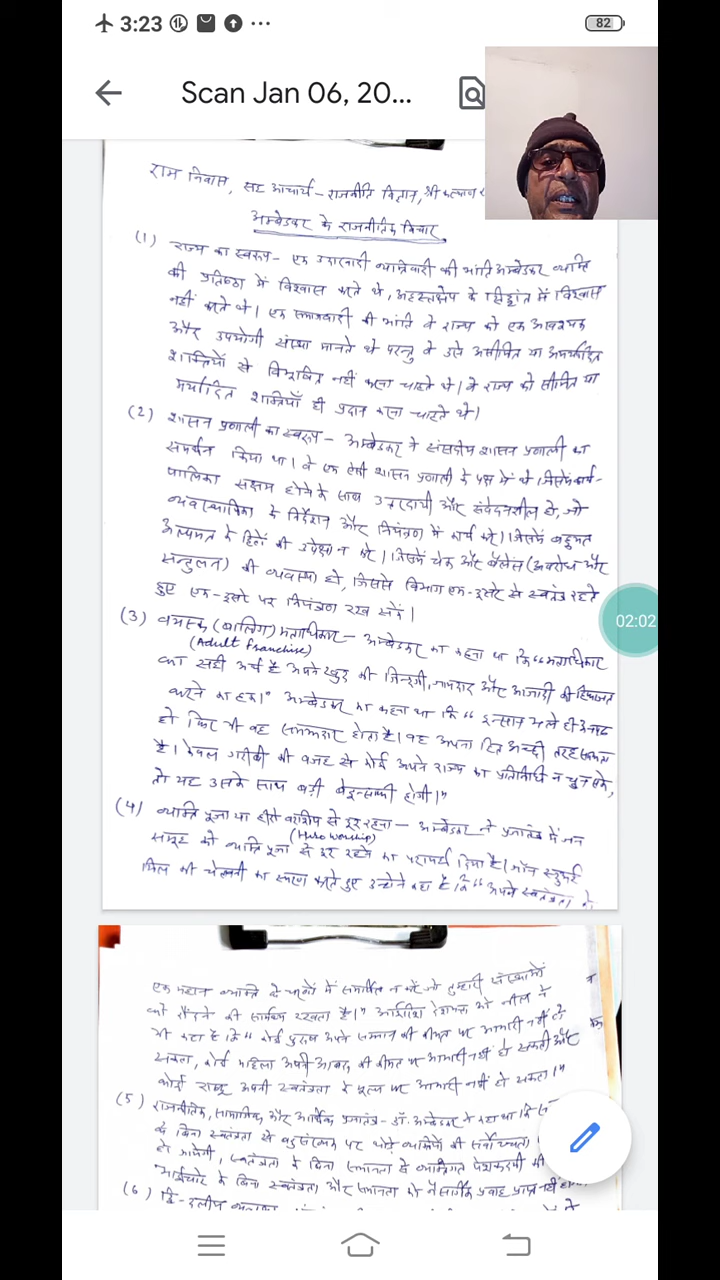 3:23
82
Scan Jan 06, 20...
राम निवास, सह आचार्य - राजनीति विज्ञान, श्री कल्याण
अम्बेडकर के राजनीतिक विचार
(1) राज्य का स्वरूप - एक उदारवादी व्यक्तिवादी की भांति अम्बेडकर व्यक्ति
की प्रतिष्ठा में विश्वास करते थे, अहस्तक्षेप के सिद्धांत में विश्वास
नहीं करते थे। एक समाजवादी की भांति वे राज्य को एक आवश्यक
और उपयोगी संस्था मानते थे परन्तु वे उसे असीमित या अमर्यादित
शक्तियों से विभूषित नहीं करना चाहते थे। वे राज्य को सीमित या
मर्यादित शक्तियाँ ही प्रदान करना चाहते थे।
(2) शासन प्रणाली का स्वरूप - अम्बेडकर ने संसदीय शासन प्रणाली का
समर्थन किया था। वे एक ऐसी शासन प्रणाली के पक्ष में थे जिसमें कार्य-
पालिका सक्षम होने के साथ उत्तरदायी और संवेदनशील हो, जो
व्यवस्थापिका के निर्देशन और नियंत्रण में कार्य करे। जिसमें बहुमत
अल्पमत के हितों की उपेक्षा न करे। जिसमें चेक और बैलेंस (अवरोध और
सन्तुलन) की व्यवस्था हो, जिससे विभाग एक-दूसरे से स्वतंत्र रहते
हुए एक-दूसरे पर नियंत्रण रख सकें।
02:02
(3) वयस्क (बालिग) मताधिकार - अम्बेडकर का कहना था कि "मताधिकार
(Adult Franchise)
का सही अर्थ है अपने खुद की जिन्दगी, जायदाद और आजादी की हिफाजत
करने का हक।" अम्बेडकर का कहना था कि "इन्सान भले ही अनपढ़
हो फिर भी वह समझदार होता है। वह अपना हित अच्छी तरह समझता
है। केवल गरीबी की वजह से कोई अपने राज्य का प्रतिनिधि न चुन सके,
तो यह उसके साथ बड़ी बेइन्साफी होगी।"
(4) व्यक्ति पूजा या हीरो वरशिप से दूर रहना - अम्बेडकर ने प्रजातंत्र में जन
(Hero Worship)
समूह को व्यक्ति पूजा से दूर रहने का परामर्श दिया है। जॉन स्टुअर्ट
मिल की चेतावनी का स्मरण करते हुए उन्होंने कहा है कि "अपने स्वतंत्रता को
एक महान व्यक्ति के चरणों में समर्पित न करें जो तुम्हारी संस्थाओं
को रौंदने की सामर्थ्य रखता है।" आयरिश देशभक्त ओ नील ने
भी कहा है कि "कोई पुरुष अपने सम्मान की कीमत पर आभारी नहीं हो
सकता, कोई महिला अपनी आबरू की कीमत पर आभारी नहीं हो सकती और
कोई राष्ट्र अपनी स्वतंत्रता के मूल्य पर आभारी नहीं हो सकता।"
(5) राजनीतिक, सामाजिक और आर्थिक प्रजातंत्र - डॉ. अम्बेडकर ने कहा था कि
के बिना स्वतंत्रता से बहुसंख्यक पर थोड़े व्यक्तियों की सर्वोच्चता
हो जायेगी, स्वतंत्रता के बिना समानता से व्यक्तिगत पेशकदमी की
भाईचारे के बिना स्वतंत्रता और समानता को नैसर्गिक प्रवाह प्राप्त नहीं
(6) द्वि-दलीय व्यवस्था